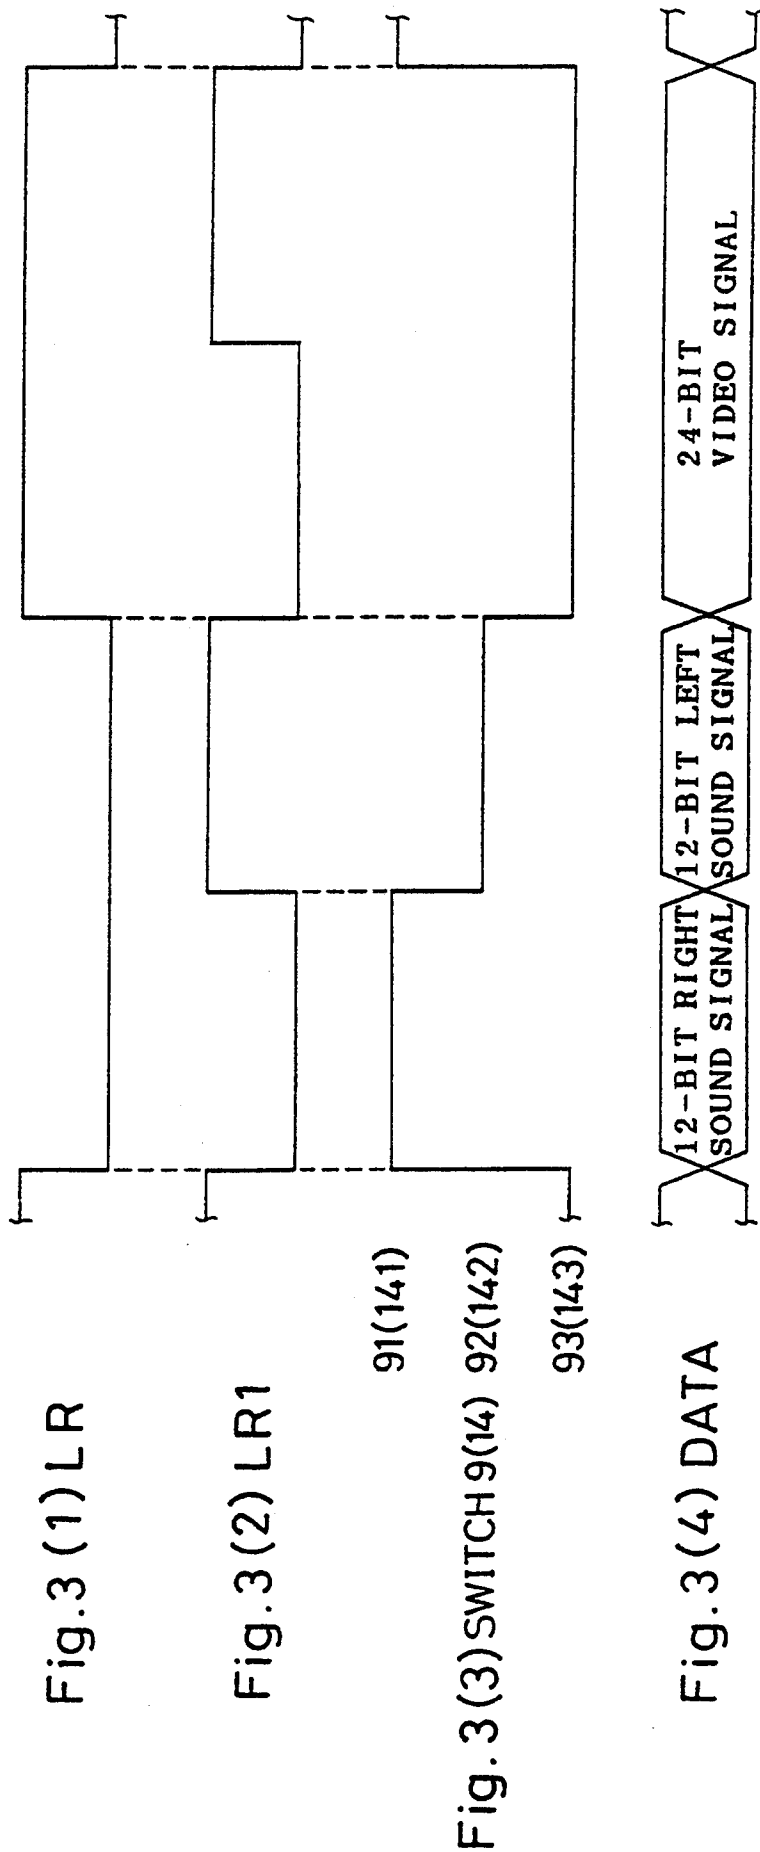 Fig.3 (1) LR
Fig.3 (2) LR1
91(141)
Fig. 3(3) SWITCH 9(14) 92(142)
93(143)
Fig.3 (4) DATA
12-BIT RIGHT
SOUND SIGNAL
12-BIT LEFT
SOUND SIGNAL
24-BIT
VIDEO SIGNAL